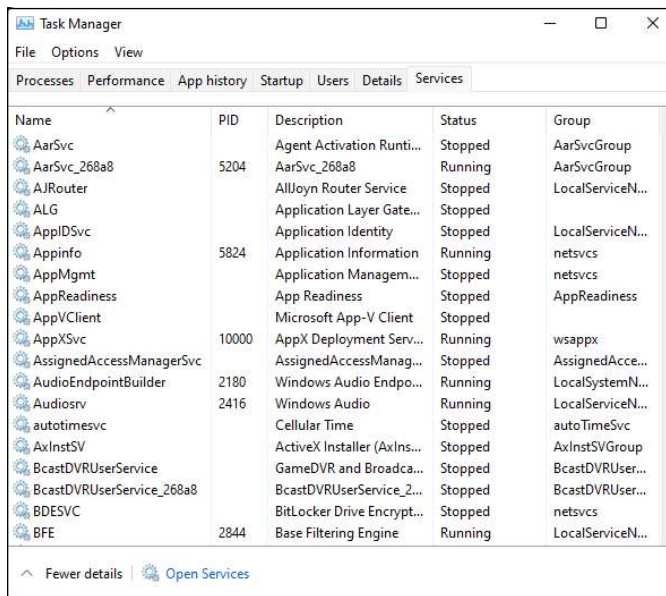 Task Manager
File Options View
Processes Performance App history Startup Users Details Services
Name PID Description Status Group
AarSvc Agent Activation Runti... Stopped AarSvcGroup
AarSvc_268a8 5204 AarSvc_268a8 Running AarSvcGroup
AJRouter AllJoyn Router Service Stopped LocalServiceN...
ALG Application Layer Gate... Stopped
AppIDSvc Application Identity Stopped LocalServiceN...
Appinfo 5824 Application Information Running netsvcs
AppMgmt Application Managem... Stopped netsvcs
AppReadiness App Readiness Stopped AppReadiness
AppVClient Microsoft App-V Client Stopped
AppXSvc 10000 AppX Deployment Serv... Running wsappx
AssignedAccessManagerSvc AssignedAccessManag... Stopped AssignedAcce...
AudioEndpointBuilder 2180 Windows Audio Endpo... Running LocalSystemN...
Audiosrv 2416 Windows Audio Running LocalServiceN...
autotimesvc Cellular Time Stopped autoTimeSvc
AxInstSV ActiveX Installer (AxIns... Stopped AxInstSVGroup
BcastDVRUserService GameDVR and Broadca... Stopped BcastDVRUser...
BcastDVRUserService_268a8 BcastDVRUserService_2... Stopped BcastDVRUser...
BDESVC BitLocker Drive Encrypt... Stopped netsvcs
BFE 2844 Base Filtering Engine Running LocalServiceN...
Fewer details Open Services